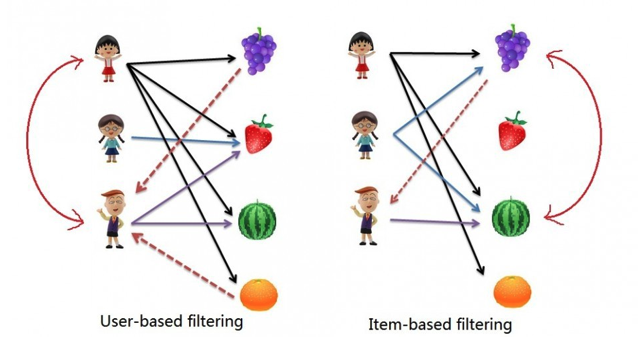 User-based filtering
Item-based filtering